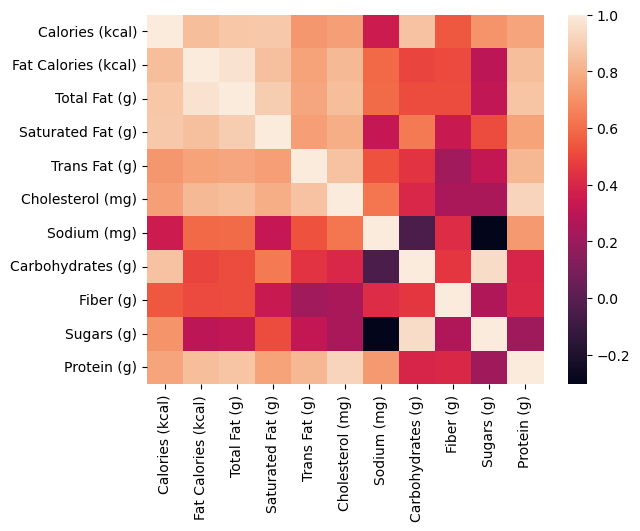 Calories (kcal)
Fat Calories (kcal)
Total Fat (g)
Saturated Fat (g)
Trans Fat (g)
Cholesterol (mg)
Sodium (mg)
Carbohydrates (g)
Fiber (g)
Sugars (g)
Protein (g)
Calories (kcal)
Fat Calories (kcal)
Total Fat (g)
Saturated Fat (g)
Trans Fat (g)
Cholesterol (mg)
Sodium (mg)
Carbohydrates (g)
Fiber (g)
Sugars (g)
Protein (g)
1.0
0.8
0.6
0.4
0.2
0.0
−0.2